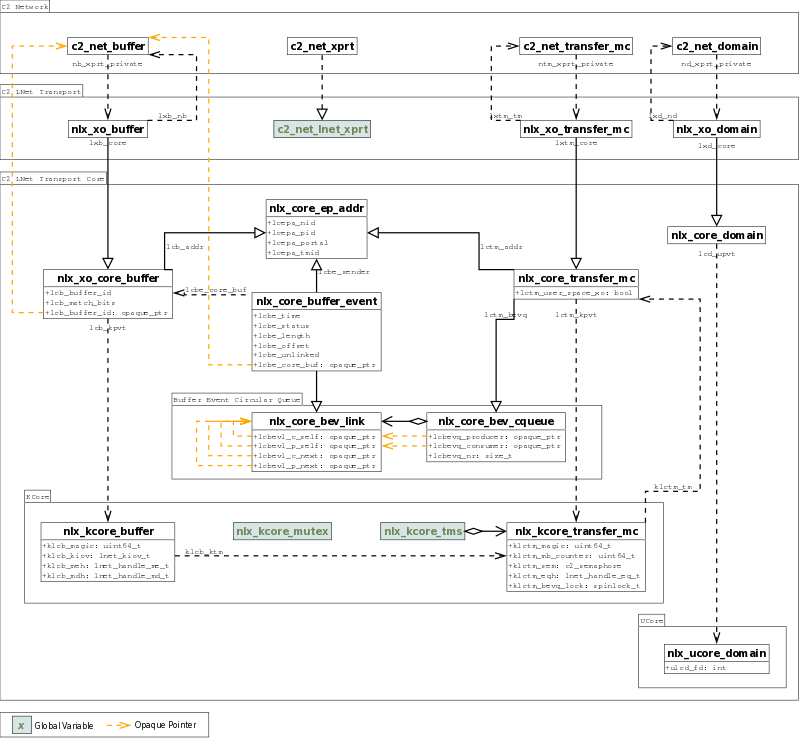 C2 Network
c2_net_buffer
c2_net_xprt
c2_net_transfer_mc
c2_net_domain
nb_xprt_private
ntm_xprt_private
nd_xprt_private
C2 LNet Transport
lxb_nb
lxtm_tm
lxd_nd
nlx_xo_buffer
c2_net_lnet_xprt
nlx_xo_transfer_mc
nlx_xo_domain
lxb_core
lxtm_core
lxd_core
C2 LNet Transport Core
nlx_core_ep_addr
+lcepa_nid
+lcepa_pid
+lcepa_portal
+lcepa_tmid
nlx_core_domain
lcb_addr
lctm_addr
lcd_upvt
lcbe_sender
nlx_xo_core_buffer
+lcb_buffer_id
+lcb_match_bits
+lcb_buffer_id: opaque_ptr
lcb_kpvt
lcbe_core_buf
nlx_core_buffer_event
+lcbe_time
+lcbe_status
+lcbe_length
+lcbe_offset
+lcbe_unlinked
+lcbe_core_buf: opaque_ptr
nlx_core_transfer_mc
+lctm_user_space_xo: bool
lctm_bevq
lctm_kpvt
Buffer Event Circular Queue
nlx_core_bev_link
+lcbevl_c_self: opaque_ptr
+lcbevl_p_self: opaque_ptr
+lcbevl_c_next: opaque_ptr
+lcbevl_p_next: opaque_ptr
nlx_core_bev_cqueue
+lcbevq_producer: opaque_ptr
+lcbevq_consumer: opaque_ptr
+lcbevq_nr: size_t
klctm_tm
KCore
nlx_kcore_buffer
+klcb_magic: uint64_t
+klcb_kiov: lnet_kiov_t
+klcb_meh: lnet_handle_me_t
+klcb_mdh: lnet_handle_md_t
nlx_kcore_mutex
nlx_kcore_tms
klcb_ktm
nlx_kcore_transfer_mc
+klctm_magic: uint64_t
+klctm_mb_counter: uint64_t
+klctm_sem: c2_semaphore
+klctm_eqh: lnet_handle_eq_t
+klctm_bevq_lock: spinlock_t
UCore
nlx_ucore_domain
+ulcd_fd: int
x
Global Variable
Opaque Pointer